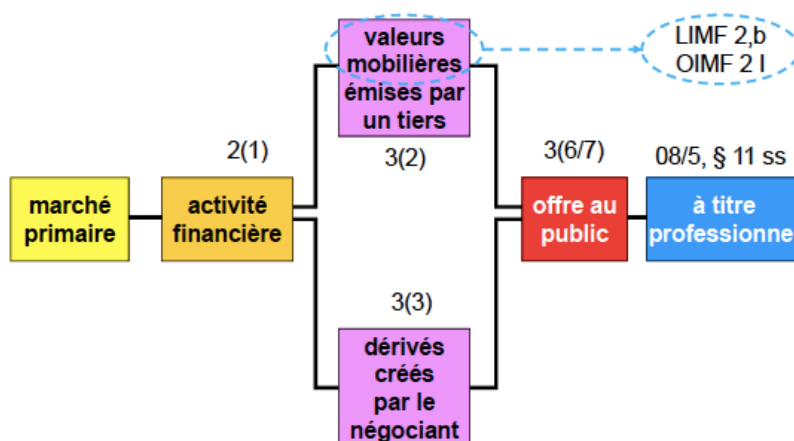 valeurs
mobilières
émises par
un tiers
LIMF 2,b
OIMF 2 I
2(1)
3(2)
3(6/7)
08/5, § 11 ss
marché
primaire
activité
financière
offre au
public
à titre
professionne
3(3)
dérivés
créés
par le
négociant